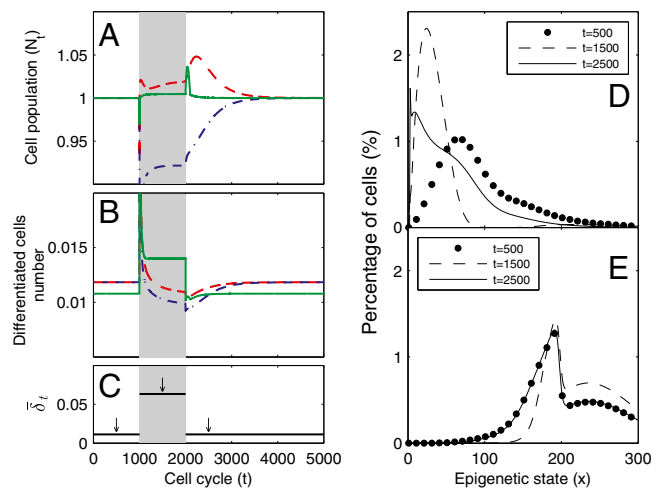 A
Cell population (N_t)
1.05
1
0.95
B
Differentiated cells
number
0.015
0.01
C
δ̄_t
0.05
0
0 1000 2000 3000 4000 5000
Cell cycle (t)
D
t=500
t=1500
t=2500
2
1
0
Percentage of cells (%)
E
t=500
t=1500
t=2500
2
1
0
0 100 200 300
Epigenetic state (x)